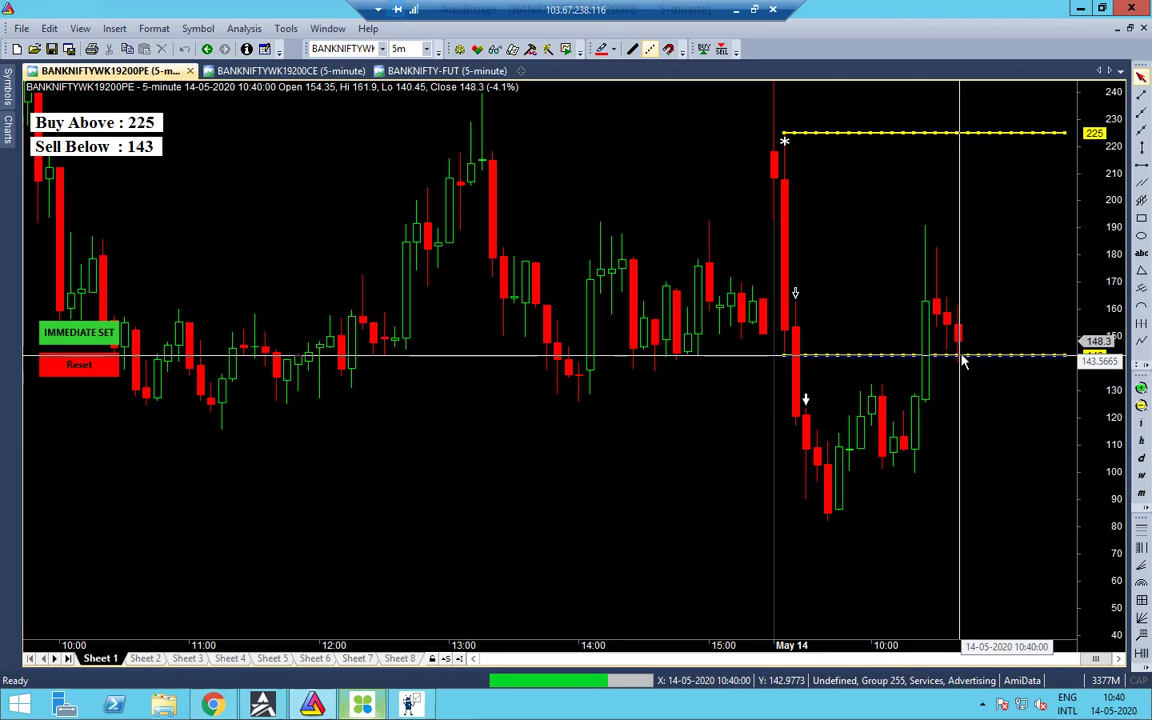 103.67.238.116
File Edit View Insert Format Symbol Analysis Tools Window Help
BANKNIFTYWK 5m BUY SELL
BANKNIFTYWK19200PE (5-m... BANKNIFTYWK19200CE (5-minute) BANKNIFTY-FUT (5-minute)
BANKNIFTYWK19200PE - 5-minute 14-05-2020 10:40:00 Open 154.35, Hi 161.9, Lo 140.45, Close 148.3 (-4.1%)
Symbols
Charts
Buy Above : 225
Sell Below : 143
IMMEDIATE SET
Reset
240
230
225
220
210
200
190
180
170
160
150
148.3
143.5665
130
120
110
100
90
80
70
60
50
40
abc
i
h
d
w
m
10:00 11:00 12:00 13:00 14:00 15:00 May 14 10:00
14-05-2020 10:40:00
Sheet 1 Sheet 2 Sheet 3 Sheet 4 Sheet 5 Sheet 6 Sheet 7 Sheet 8
Ready X: 14-05-2020 10:40:00 Y: 142.9773 Undefined, Group 255, Services, Advertising AmiData 3377M CAP
ENG 10:40
INTL 14-05-2020